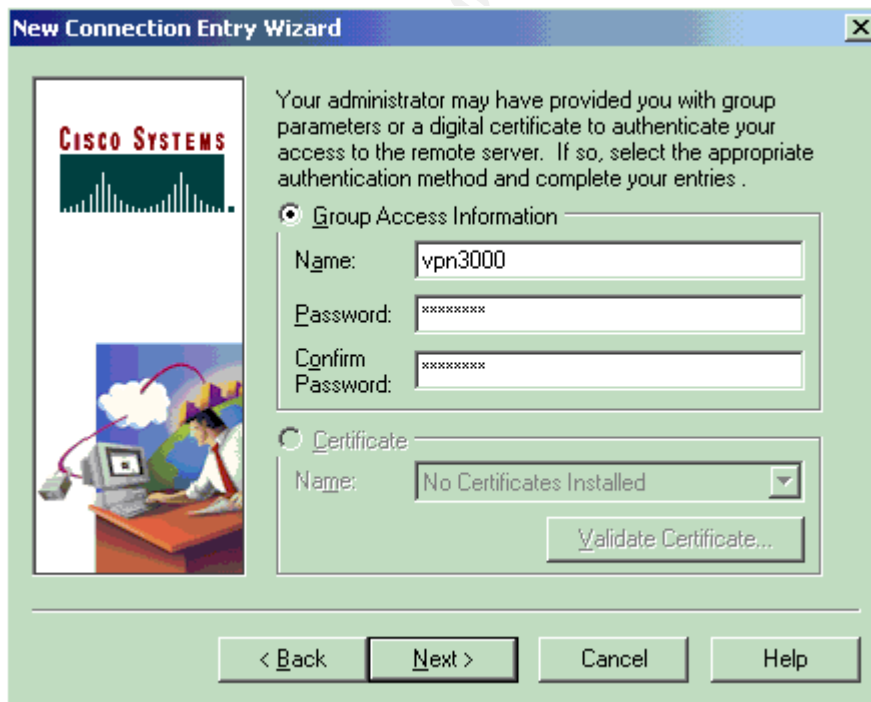 New Connection Entry Wizard
CISCO SYSTEMS
Your administrator may have provided you with group
parameters or a digital certificate to authenticate your
access to the remote server. If so, select the appropriate
authentication method and complete your entries .
Group Access Information
Name: vpn3000
Password: ********
Confirm
Password: ********
Certificate
Name: No Certificates Installed
Validate Certificate...
< Back Next > Cancel Help